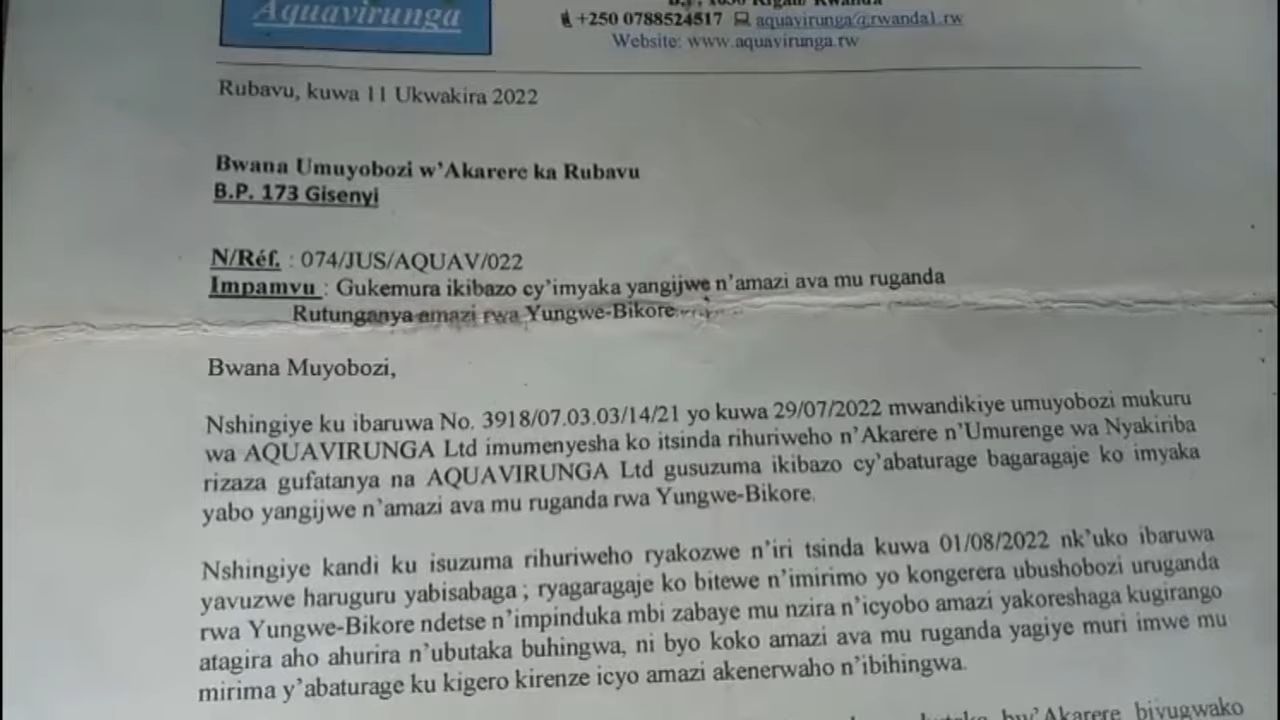 Aquavirunga
+250 0788524517 aquavirunga@rwanda1.rw
Website: www.aquavirunga.rw
Rubavu, kuwa 11 Ukwakira 2022
Bwana Umuyobozi w’Akarere ka Rubavu
B.P. 173 Gisenyi
N/Réf. : 074/JUS/AQUAV/022
Impamvu : Gukemura ikibazo cy’imyaka yangijwe n’amazi ava mu ruganda
Rutunganya amazi rwa Yungwe-Bikore
Bwana Muyobozi,
Nshingiye ku ibaruwa No. 3918/07.03.03/14/21 yo kuwa 29/07/2022 mwandikiye umuyobozi mukuru
wa AQUAVIRUNGA Ltd imumenyesha ko itsinda rihuriweho n’Akarere n’Umurenge wa Nyakiriba
rizaza gufatanya na AQUAVIRUNGA Ltd gusuzuma ikibazo cy’abaturage bagaragaje ko imyaka
yabo yangijwe n’amazi ava mu ruganda rwa Yungwe-Bikore.
Nshingiye kandi ku isuzuma rihuriweho ryakozwe n’iri tsinda kuwa 01/08/2022 nk’uko ibaruwa
yavuzwe haruguru yabisabaga ; ryagaragaje ko bitewe n’imirimo yo kongerera ubushobozi uruganda
rwa Yungwe-Bikore ndetse n’impinduka mbi zabaye mu nzira n’icyobo amazi yakoreshaga kugirango
atagira aho ahurira n’ubutaka buhingwa, ni byo koko amazi ava mu ruganda yagiye muri imwe mu
mirima y’abaturage ku kigero kirenze icyo amazi akenerwaho n’ibihingwa.
bw’Akarere bivugwako